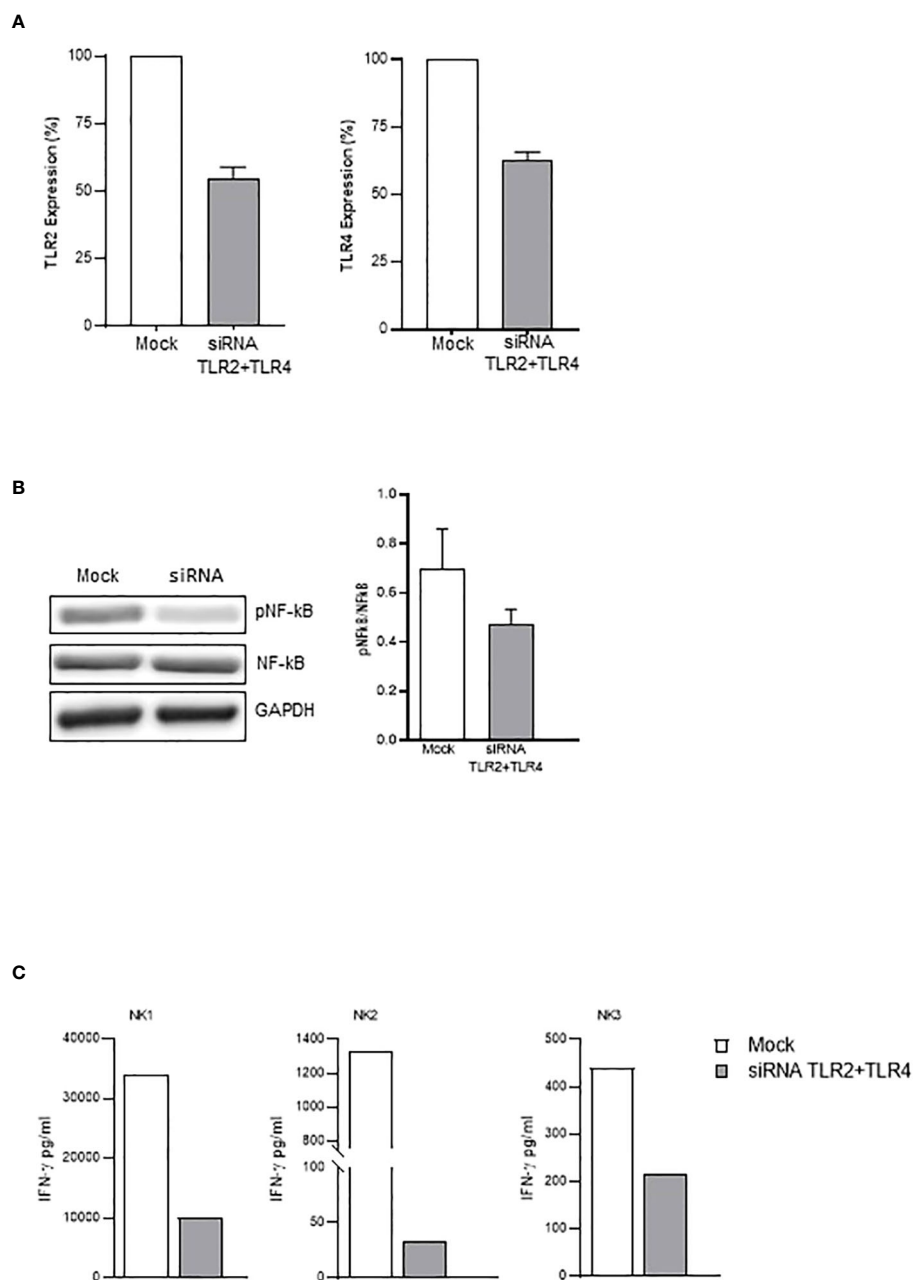 A
TLR2 Expression (%)
100
75
50
25
0
Mock
siRNA
TLR2+TLR4
TLR4 Expression (%)
100
75
50
25
0
Mock
siRNA
TLR2+TLR4
B
Mock siRNA
pNF-kB
NF-kB
GAPDH
pNFkB/NFkB
1.0
0.8
0.6
0.4
0.2
0.0
Mock
siRNA
TLR2+TLR4
C
NK1
IFN-γ pg/ml
40000
30000
20000
10000
0
NK2
IFN-γ pg/ml
1400
1200
1000
800
100
50
0
NK3
IFN-γ pg/ml
500
400
300
200
100
0
Mock
siRNA TLR2+TLR4